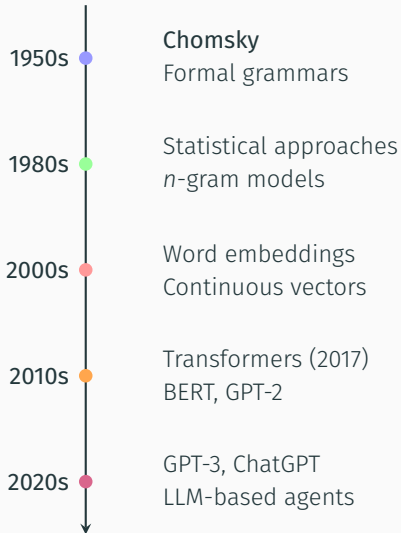 1950s
Chomsky
Formal grammars
1980s
Statistical approaches
n-gram models
2000s
Word embeddings
Continuous vectors
2010s
Transformers (2017)
BERT, GPT-2
2020s
GPT-3, ChatGPT
LLM-based agents